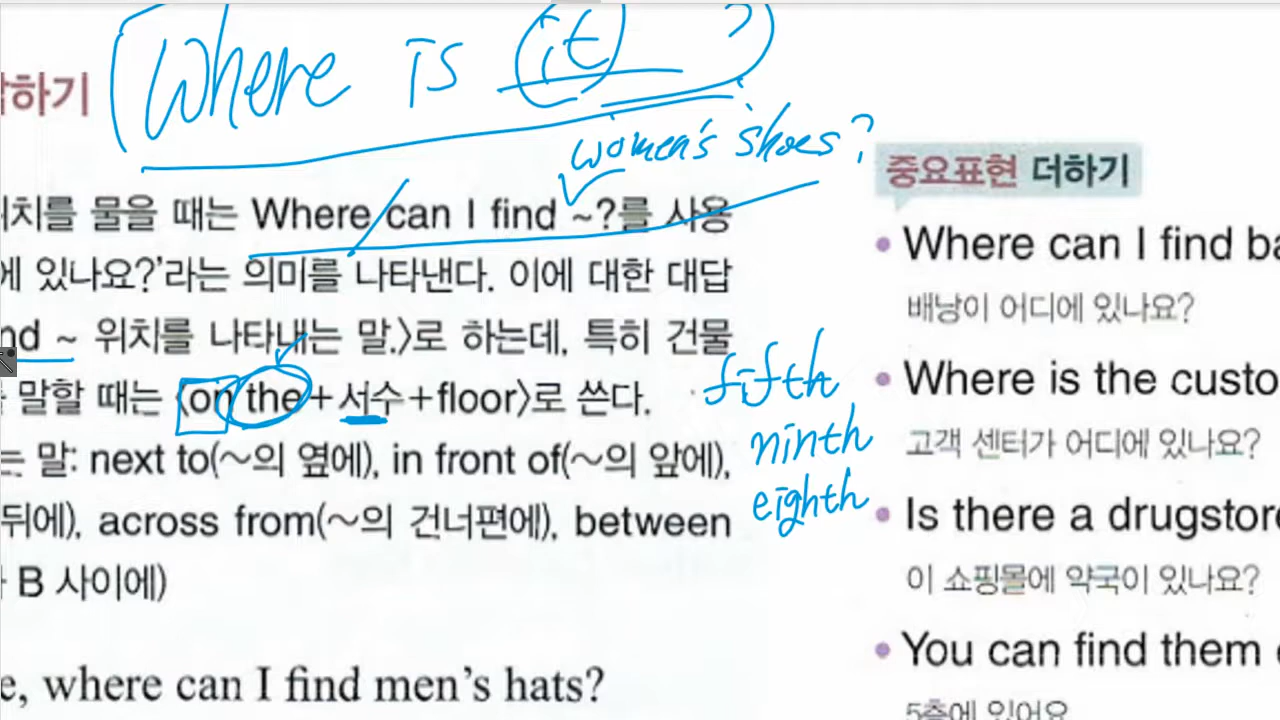 Where is it ?
women's shoes?
하기
위치를 물을 때는 Where can I find ~?를 사용
에 있나요?'라는 의미를 나타낸다. 이에 대한 대답
nd ~ 위치를 나타내는 말.〉로 하는데, 특히 건물
말할 때는 〈on the+서수+floor〉로 쓴다.
는 말: next to(～의 옆에), in front of(～의 앞에),
뒤에), across from(～의 건너편에), between
B 사이에)
e, where can I find men's hats?
fifth
ninth
eighth
중요표현 더하기
• Where can I find ba
배낭이 어디에 있나요?
• Where is the custo
고객 센터가 어디에 있나요?
• Is there a drugstore
이 쇼핑몰에 약국이 있나요?
• You can find them
5층에 있어요